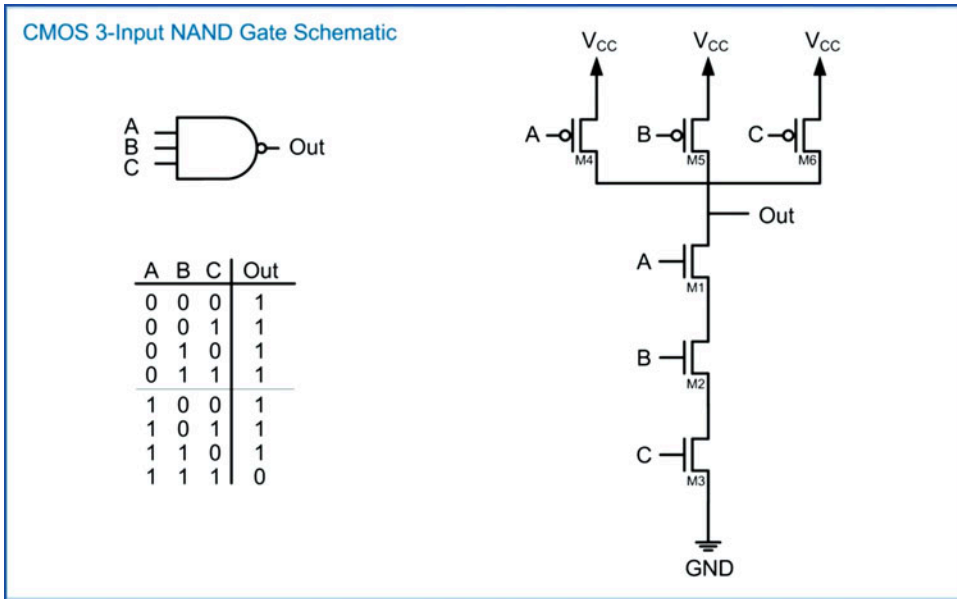 CMOS 3-Input NAND Gate Schematic
A
B
C
Out
A B C Out
0 0 0 1
0 0 1 1
0 1 0 1
0 1 1 1
1 0 0 1
1 0 1 1
1 1 0 1
1 1 1 0
VCC VCC VCC
A B C
M4 M5 M6
Out
A
M1
B
M2
C
M3
GND